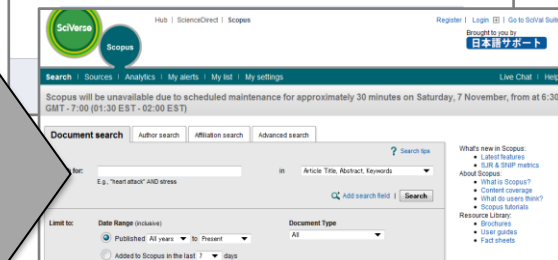 SciVerse
Scopus
Hub | ScienceDirect | Scopus
Register | Login | Go to SciVal Suite
Brought to you by
日本語サポート
Search | Sources | Analytics | My alerts | My list | My settings
Live Chat | Help
Scopus will be unavailable due to scheduled maintenance for approximately 30 minutes on Saturday, 7 November, from at 6:30
GMT - 7:00 (01:30 EST - 02:00 EST)
Document search Author search Affiliation search Advanced search
? Search tips
for: in Article Title, Abstract, Keywords
E.g., "heart attack" AND stress
Add search field | Search
Limit to: Date Range (inclusive) Document Type
Published All years to Present All
Added to Scopus in the last 7 days
What's new in Scopus:
Latest features
SJR & SNIP metrics
About Scopus:
What is Scopus?
Content coverage
What do users think?
Scopus tutorials
Resource Library:
Brochures
User guides
Fact sheets